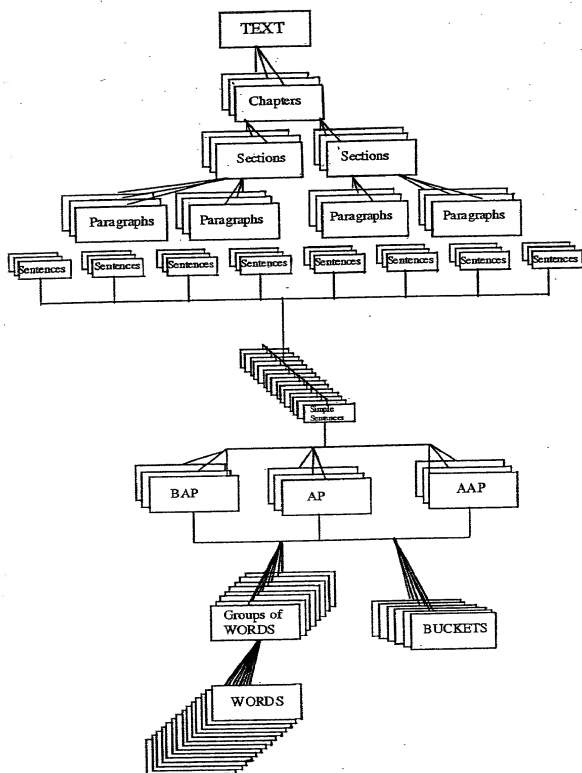 TEXT
Chapters
Sections
Sections
Paragraphs
Paragraphs
Paragraphs
Paragraphs
Sentences
Sentences
Sentences
Sentences
Sentences
Sentences
Sentences
Sentences
Simple
Sentences
BAP
AP
AAP
Groups of
WORDS
BUCKETS
WORDS